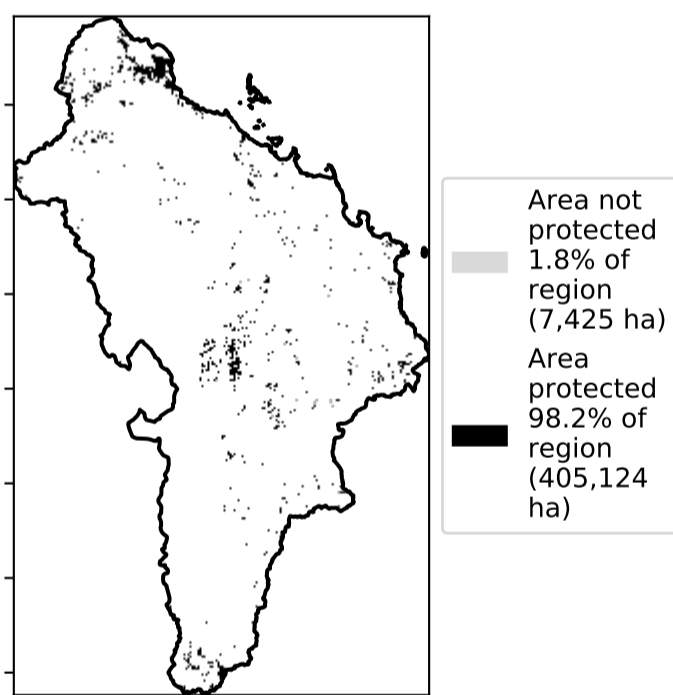 Area not
protected
1.8% of
region
(7,425 ha)
Area
protected
98.2% of
region
(405,124
ha)